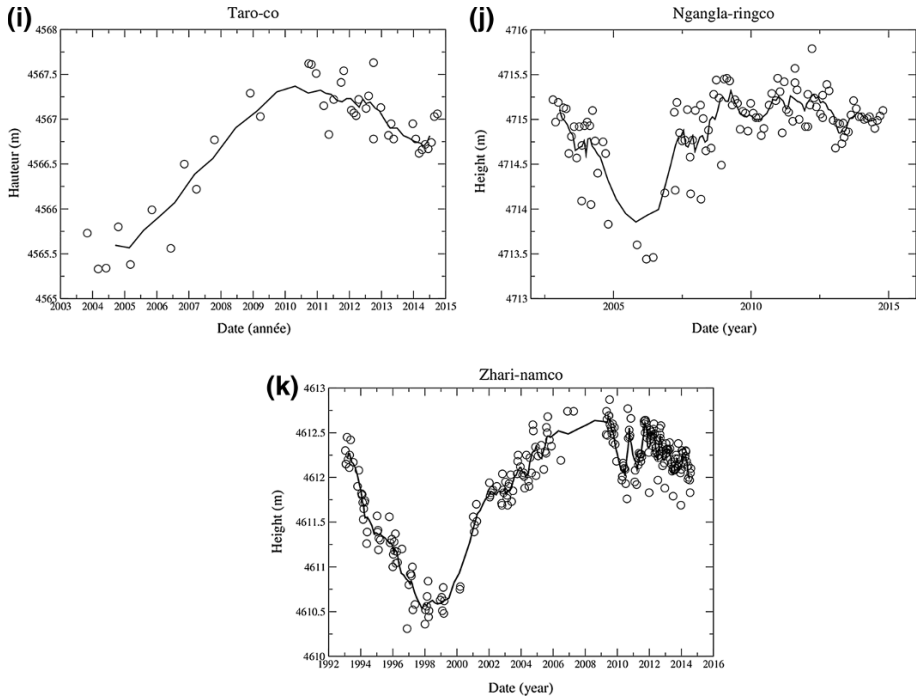 (i)
Taro-co
4568
4567.5
4567
4566.5
4566
4565.5
4565
Hauteur (m)
2003 2004 2005 2006 2007 2008 2009 2010 2011 2012 2013 2014 2015
Date (année)
(j)
Ngangla-ringco
4716
4715.5
4715
4714.5
4714
4713.5
4713
Height (m)
2005 2010 2015
Date (year)
(k)
Zhari-namco
4613
4612.5
4612
4611.5
4611
4610.5
4610
Height (m)
1992 1994 1996 1998 2000 2002 2004 2006 2008 2010 2012 2014 2016
Date (year)